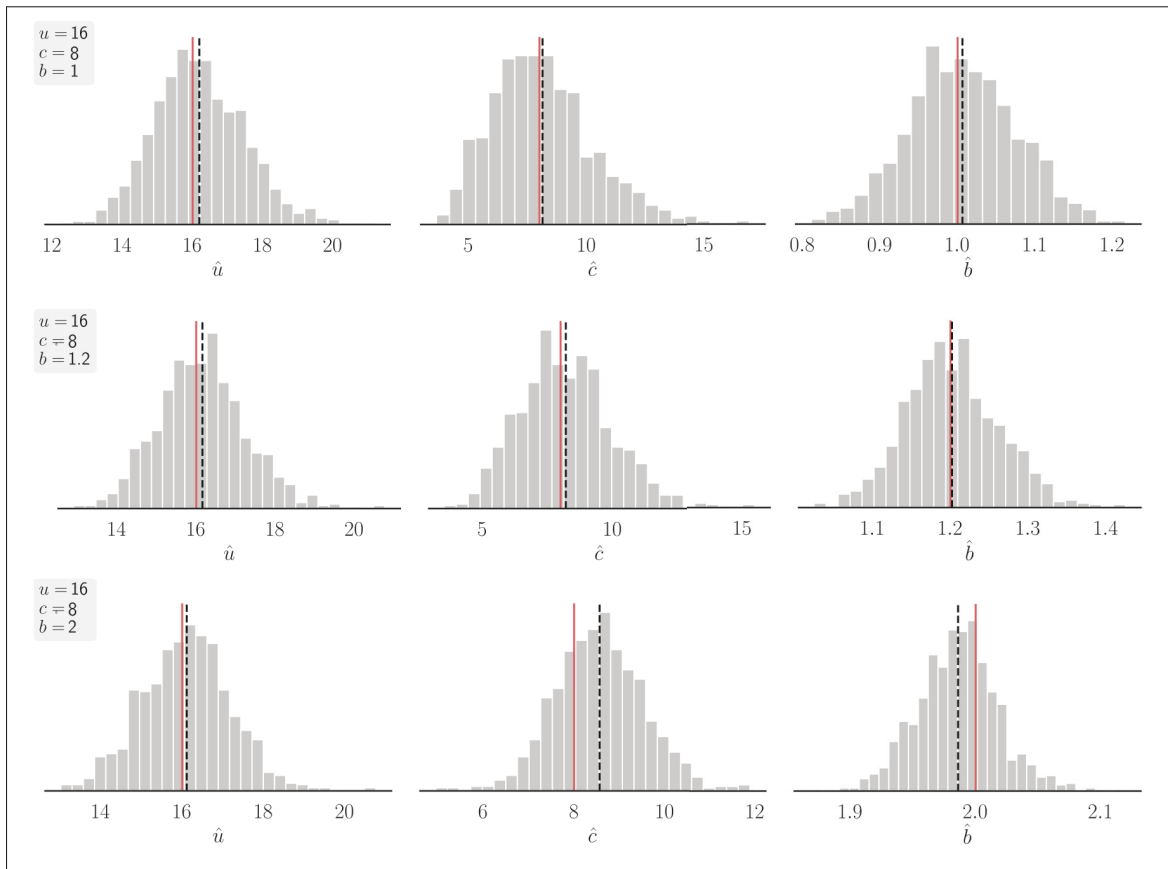 u = 16
c = 8
b = 1
12 14 16 18 20
û
5 10 15
ĉ
0.8 0.9 1.0 1.1 1.2
b̂
u = 16
c = 8
b = 1.2
14 16 18 20
û
5 10 15
ĉ
1.1 1.2 1.3 1.4
b̂
u = 16
c = 8
b = 2
14 16 18 20
û
6 8 10 12
ĉ
1.9 2.0 2.1
b̂